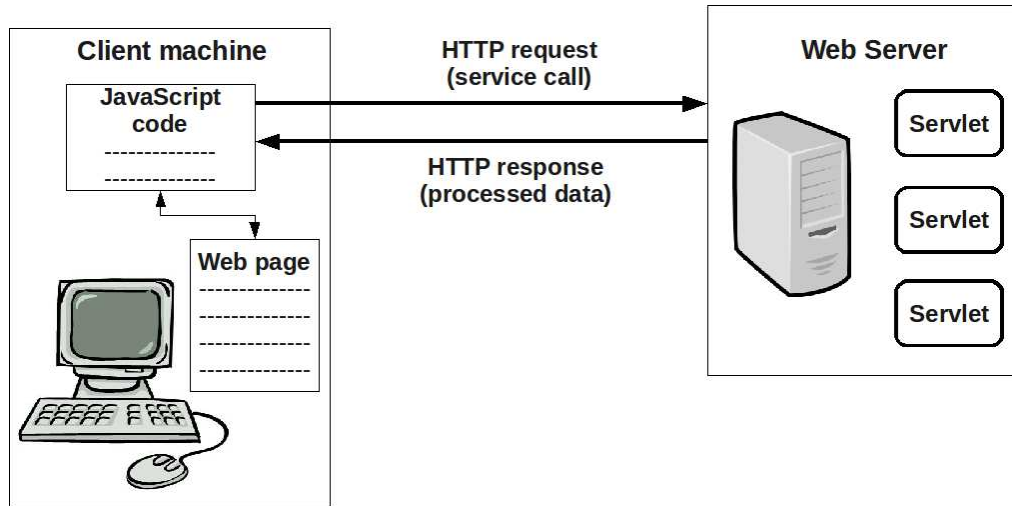 Client machine
JavaScript
code
--------------
--------------
Web page
--------------
--------------
--------------
--------------
HTTP request
(service call)
HTTP response
(processed data)
Web Server
Servlet
Servlet
Servlet